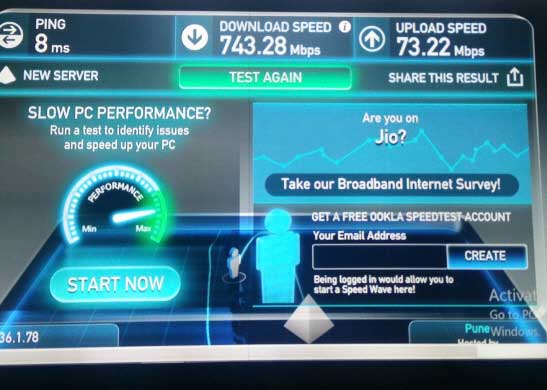 PING
8 ms
DOWNLOAD SPEED
743.28 Mbps
UPLOAD SPEED
73.22 Mbps
NEW SERVER
TEST AGAIN
SHARE THIS RESULT
SLOW PC PERFORMANCE?
Run a test to identify issues
and speed up your PC
PERFORMANCE
Min
Max
START NOW
Are you on
Jio?
Take our Broadband Internet Survey!
GET A FREE OOKLA SPEEDTEST ACCOUNT
Your Email Address
CREATE
Being logged in would allow you to
start a Speed Wave here!
Activat
Go to PC
Windows.
36.1.78
Pune
Hosted by